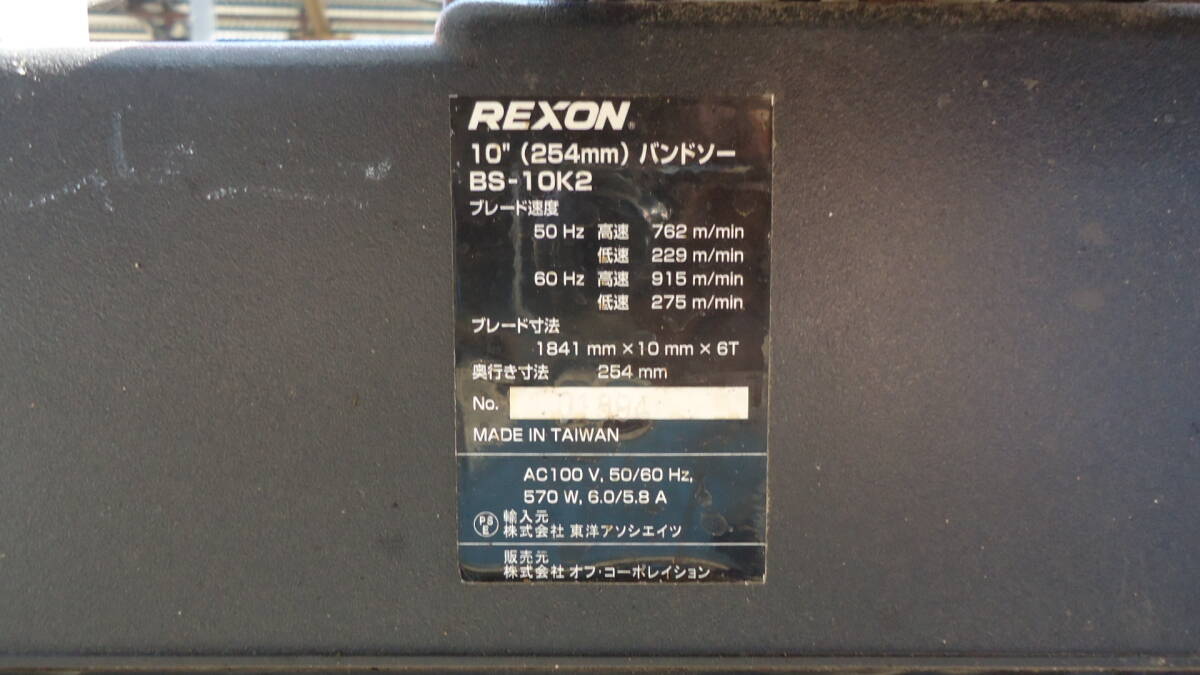 REXON®
10" (254mm) バンドソー
BS-10K2
ブレード速度
50 Hz 高速 762 m/min
低速 229 m/min
60 Hz 高速 915 m/min
低速 275 m/min
ブレード寸法
1841 mm × 10 mm × 6T
奥行き寸法 254 mm
No.
MADE IN TAIWAN
AC100 V, 50/60 Hz,
570 W, 6.0/5.8 A
PSE 輸入元
株式会社 東洋アソシエイツ
販売元
株式会社 オフ・コーポレイション